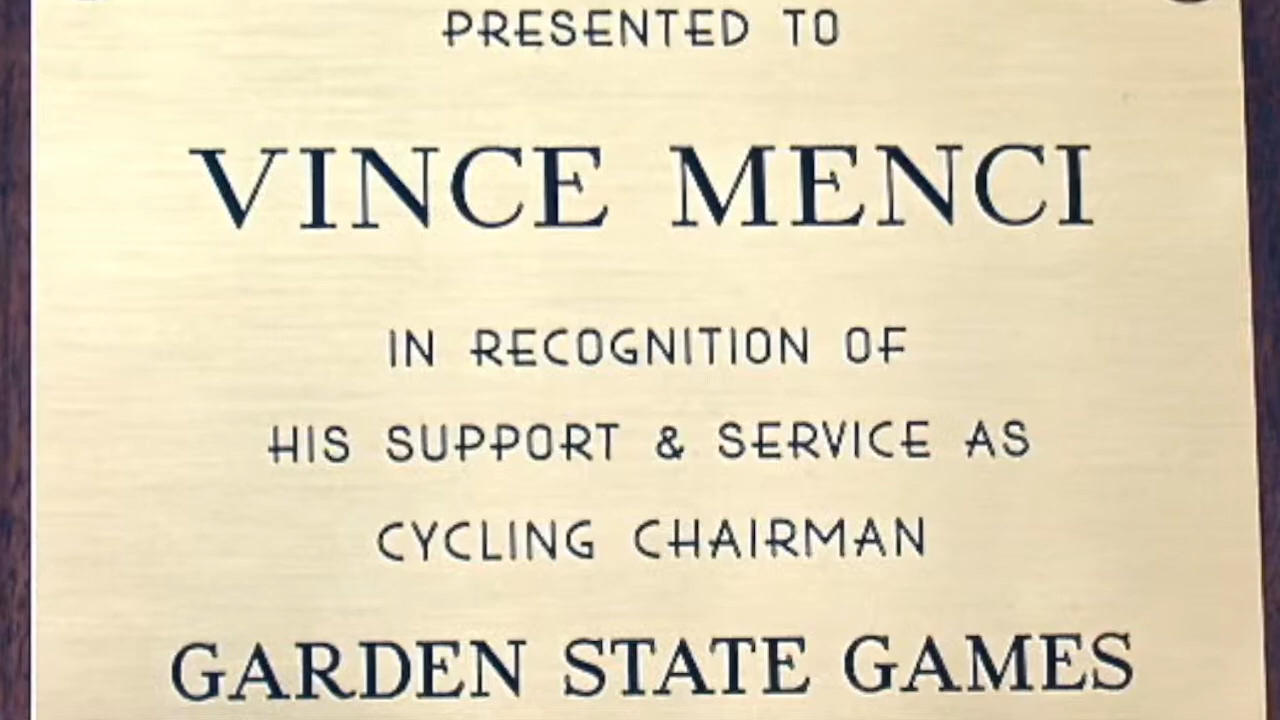 PRESENTED TO
VINCE MENCI
IN RECOGNITION OF
HIS SUPPORT & SERVICE AS
CYCLING CHAIRMAN
GARDEN STATE GAMES